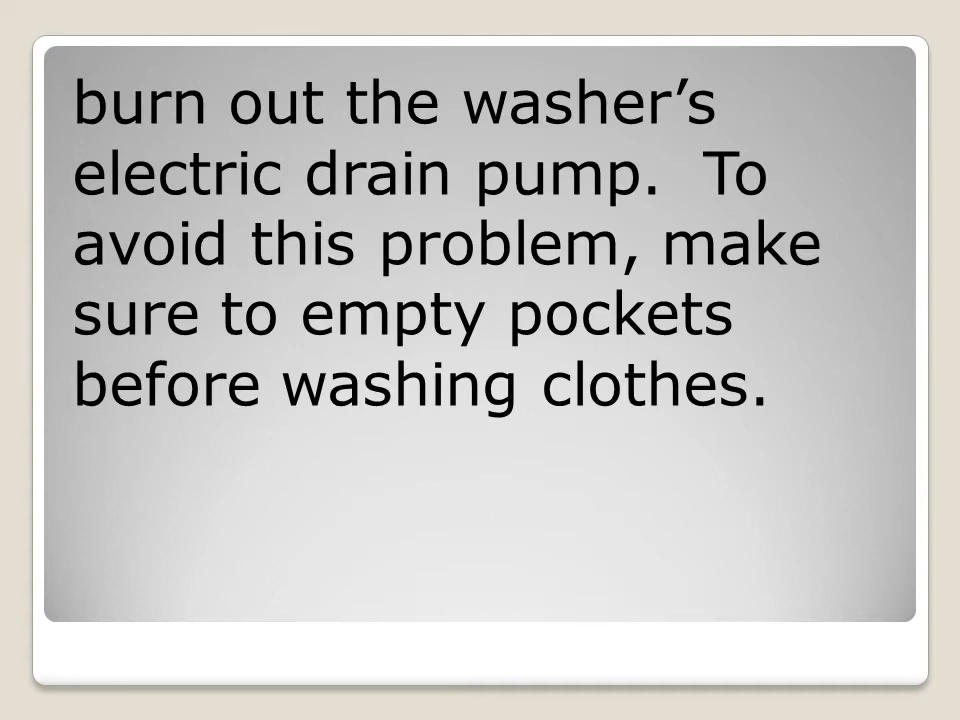 burn out the washer’s
electric drain pump.  To
avoid this problem, make
sure to empty pockets
before washing clothes.